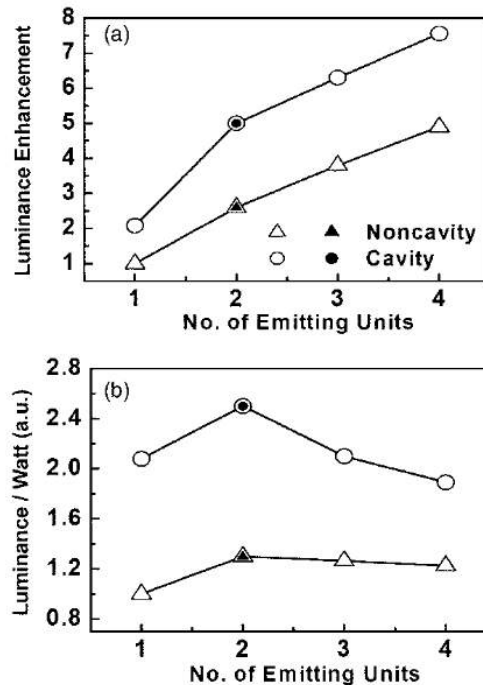 (a)
Luminance Enhancement
8
7
6
5
4
3
2
1
Noncavity
Cavity
1 2 3 4
No. of Emitting Units
(b)
Luminance / Watt (a.u.)
2.8
2.4
2.0
1.6
1.2
0.8
1 2 3 4
No. of Emitting Units